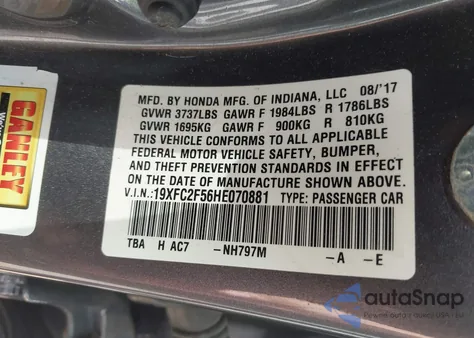 MFD. BY HONDA MFG. OF INDIANA, LLC 08/'17
GVWR 3737LBS GAWR F 1984LBS R 1786LBS
GVWR 1695KG GAWR F 900KG R 810KG
THIS VEHICLE CONFORMS TO ALL APPLICABLE
FEDERAL MOTOR VEHICLE SAFETY, BUMPER,
AND THEFT PREVENTION STANDARDS IN EFFECT
ON THE DATE OF MANUFACTURE SHOWN ABOVE.
V.I.N.:19XFC2F56HE070881 TYPE: PASSENGER CAR
TBA H AC7 -NH797M -A -E
GANLEY
autoSnap